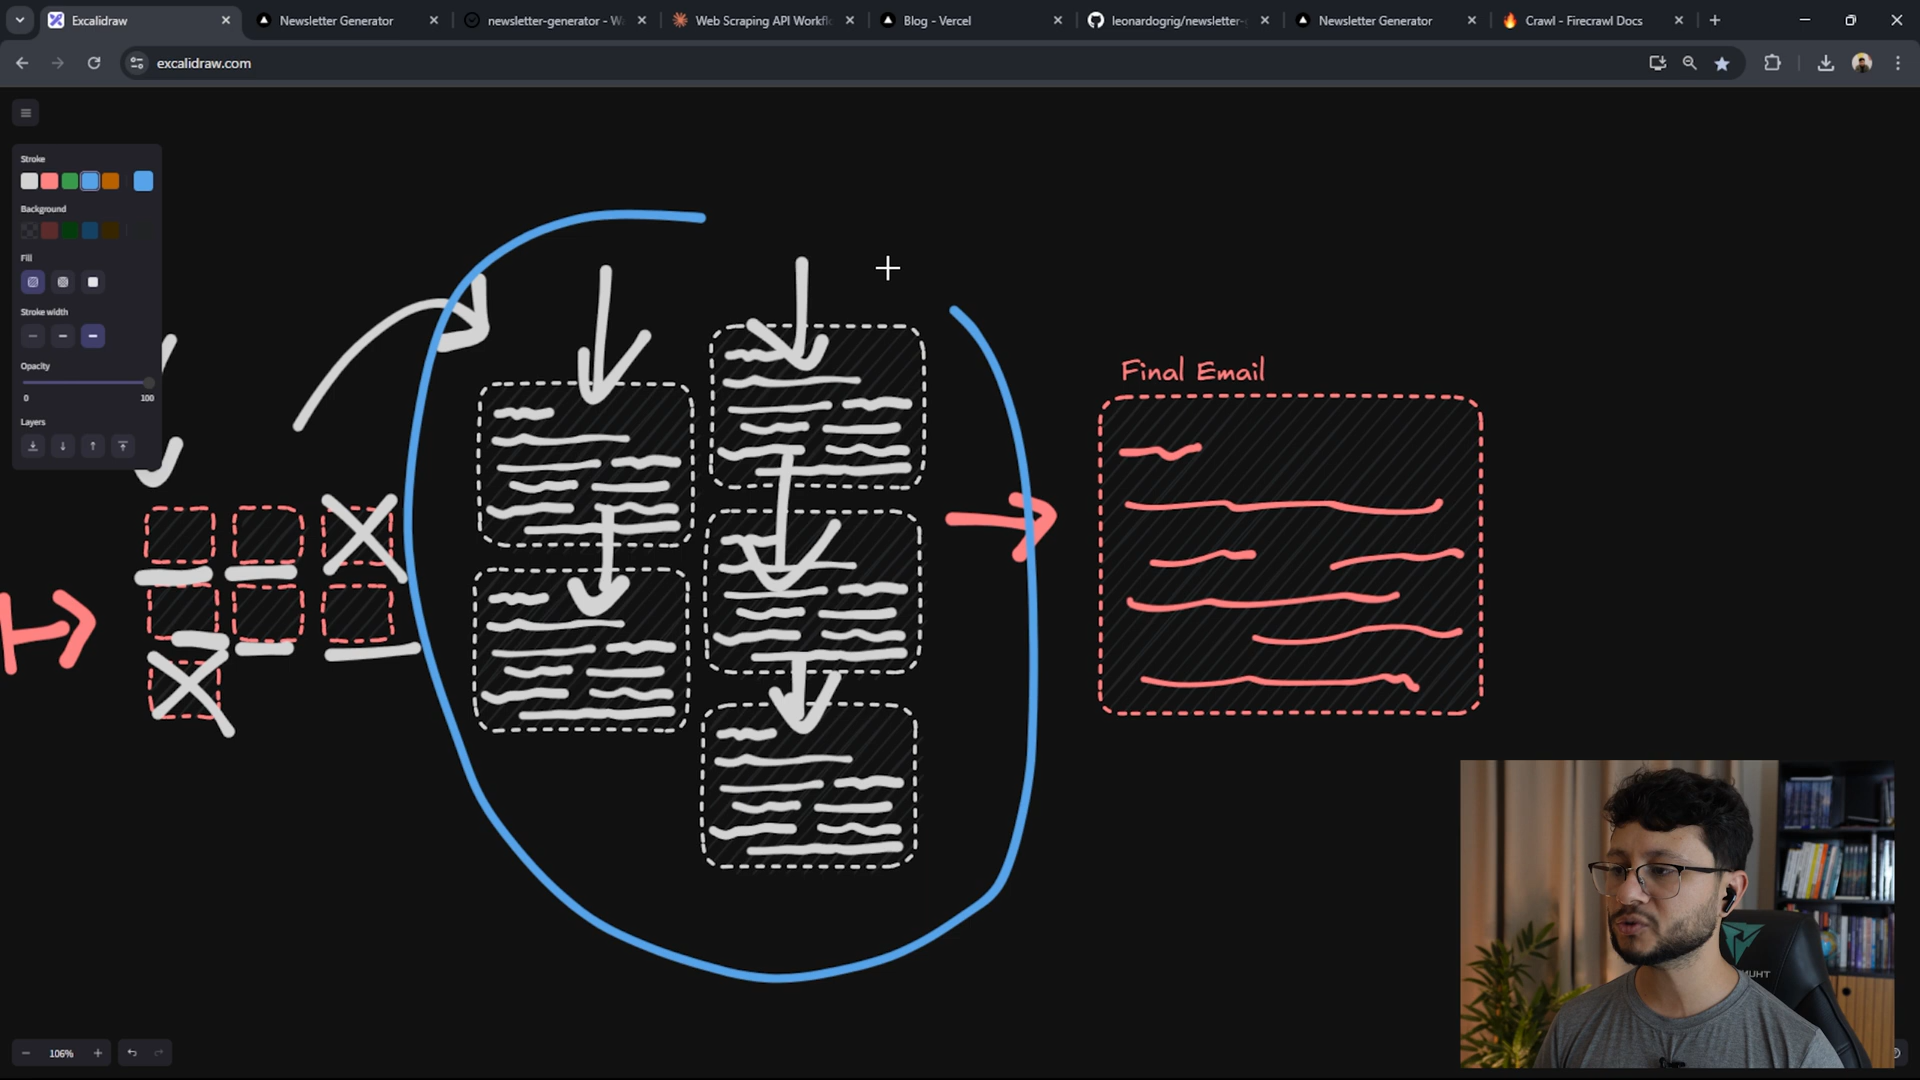 Excalidraw
Newsletter Generator
newsletter-generator - W
Web Scraping API Workfl
Blog - Vercel
leonardogrig/newsletter-
Newsletter Generator
Crawl - Firecrawl Docs
excalidraw.com
Stroke
Background
Fill
Stroke width
Opacity
0
100
Layers
Final Email
106%